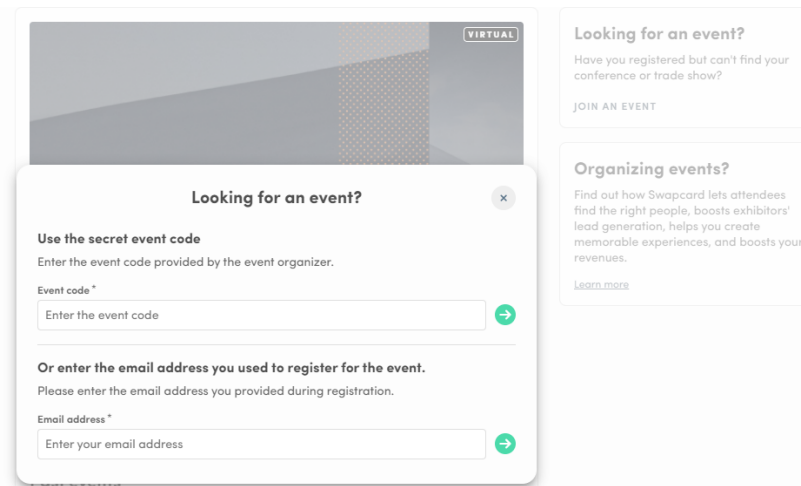 VIRTUAL
Looking for an event?
Have you registered but can't find your
conference or trade show?
JOIN AN EVENT
Organizing events?
Find out how Swapcard lets attendees
find the right people, boosts exhibitors'
lead generation, helps you create
memorable experiences, and boosts your
revenues.
Learn more
Looking for an event?
×
Use the secret event code
Enter the event code provided by the event organizer.
Event code *
Enter the event code
Or enter the email address you used to register for the event.
Please enter the email address you provided during registration.
Email address *
Enter your email address